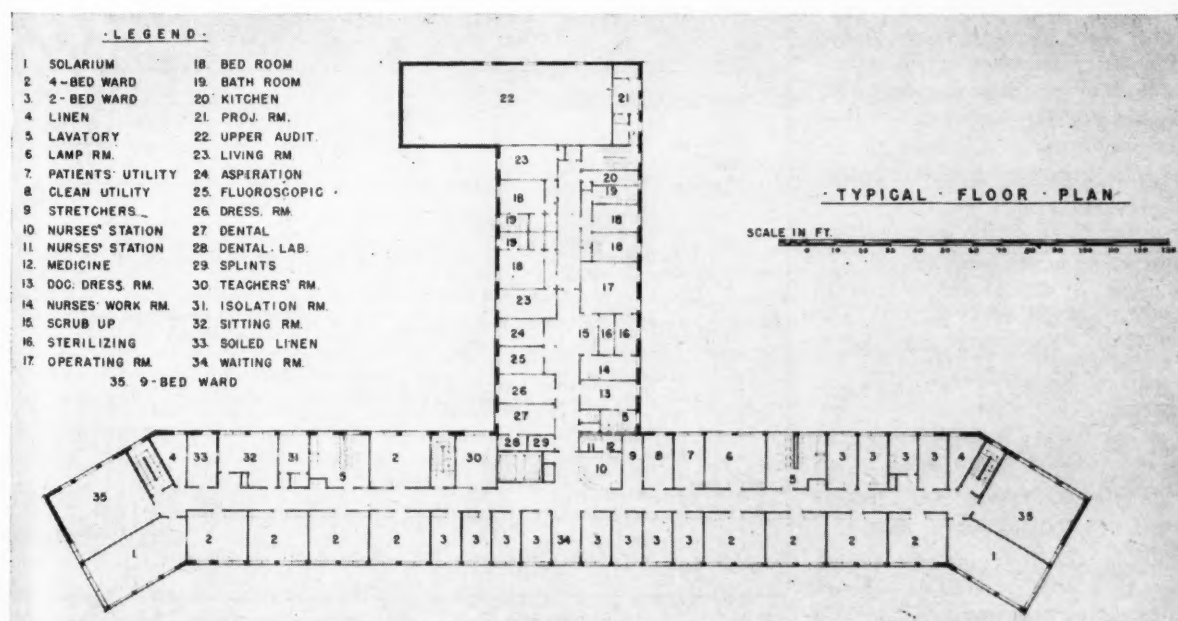 · LEGEND ·
1 SOLARIUM
2 4-BED WARD
3. 2-BED WARD
4 LINEN
5. LAVATORY
6 LAMP RM.
7. PATIENTS' UTILITY
8. CLEAN UTILITY
9 STRETCHERS
10 NURSES' STATION
11. NURSES' STATION
12. MEDICINE
13. DOC. DRESS. RM.
14. NURSES' WORK RM.
15. SCRUB UP
16. STERILIZING
17. OPERATING RM.
18 BED ROOM
19. BATH ROOM
20 KITCHEN
21. PROJ. RM.
22. UPPER AUDIT.
23. LIVING RM.
24 ASPIRATION
25. FLUOROSCOPIC
26. DRESS. RM.
27 DENTAL
28. DENTAL LAB.
29. SPLINTS
30 TEACHERS' RM.
31. ISOLATION RM.
32. SITTING RM.
33. SOILED LINEN
34. WAITING RM.
35. 9-BED WARD
TYPICAL FLOOR PLAN
SCALE IN FT.
22 21
23 20
18 19
19 18
19 18
18 17
23
24 15 16 16
25 14
26 13
27 5
28 29 11 12
4 33 32 31 5 2 30 10 9 8 7 6 5 3 3 3 3 4
35 35
1 2 2 2 2 3 3 3 3 34 3 3 3 3 2 2 2 2 1